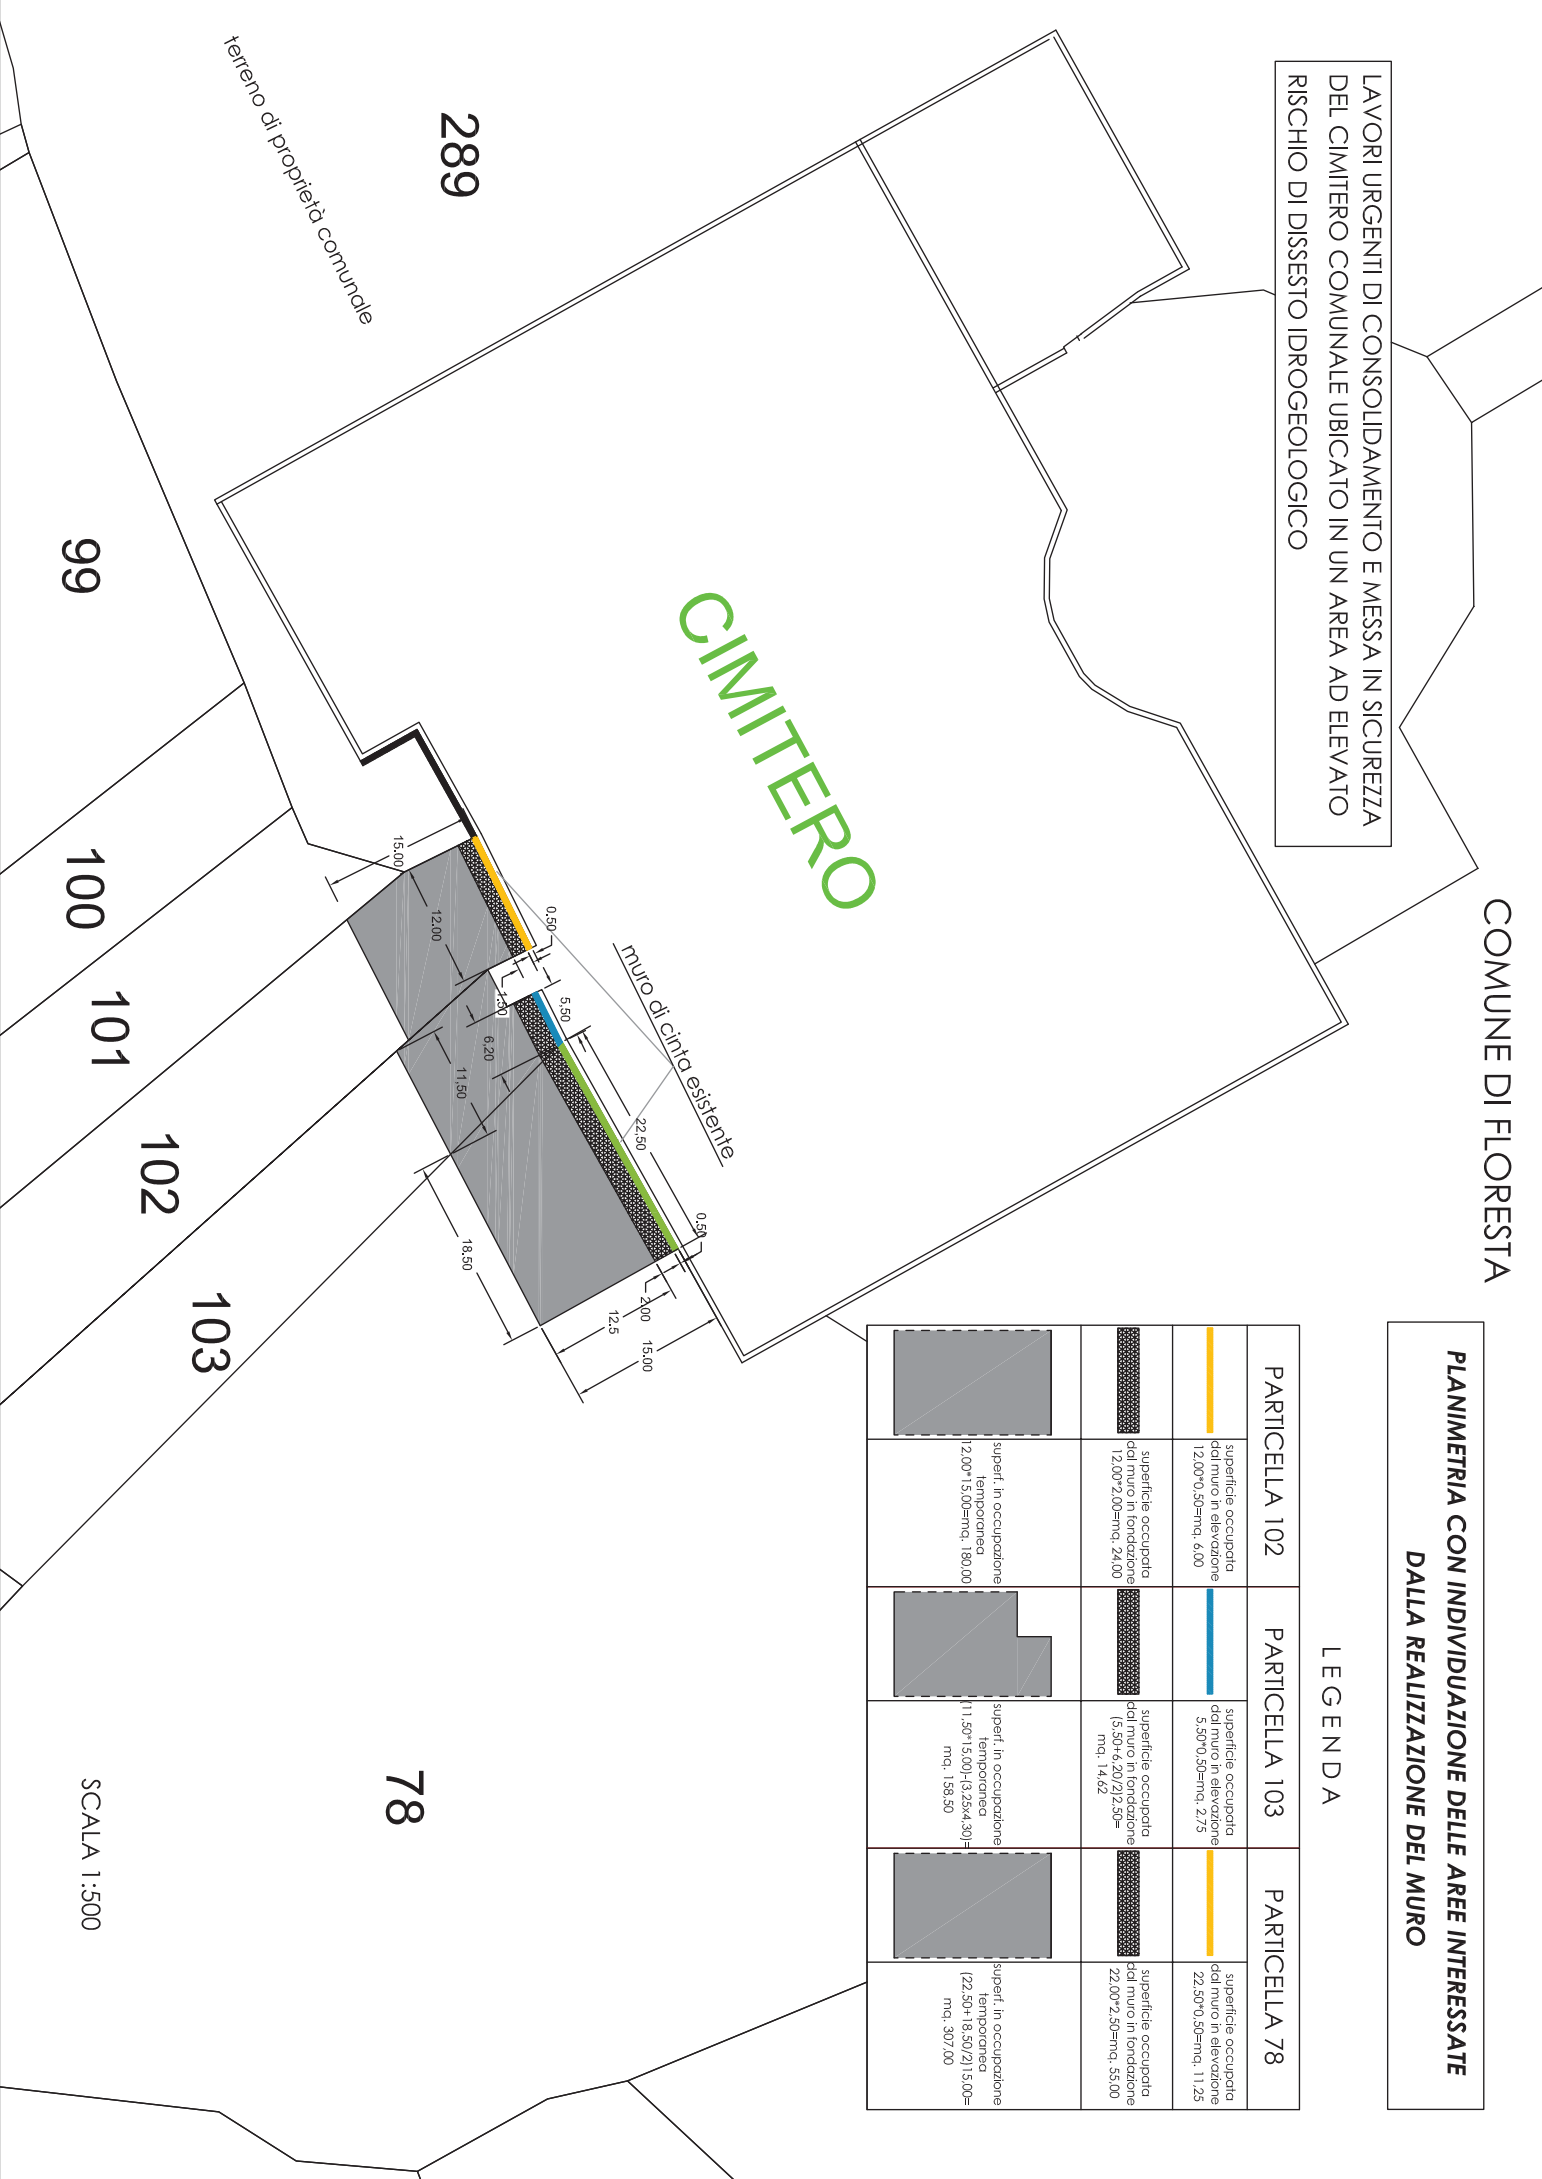 COMUNE DI FLORESTA
LAVORI URGENTI DI CONSOLIDAMENTO E MESSA IN SICUREZZA
DEL CIMITERO COMUNALE UBICATO IN UN AREA AD ELEVATO
RISCHIO DI DISSESTO IDROGEOLOGICO
PLANIMETRIA CON INDIVIDUAZIONE DELLE AREE INTERESSATE
DALLA REALIZZAZIONE DEL MURO
LEGENDA
PARTICELLA 102
superficie occupata
dal muro in elevazione
12,00*0,50=mq. 6,00
superficie occupata
dal muro in fondazione
12,00*2,00=mq. 24,00
superf. in occupazione
temporanea
12,00*15,00=mq. 180,00
PARTICELLA 103
superficie occupata
dal muro in elevazione
5,50*0,50=mq. 2,75
superficie occupata
dal muro in fondazione
(5,50+6,20/2)2,50=
mq. 14,62
superf. in occupazione
temporanea
(11,50*15,00)-(3,25x4,30)=
mq. 158,50
PARTICELLA 78
superficie occupata
dal muro in elevazione
22,50*0,50=mq. 11,25
superficie occupata
dal muro in fondazione
22,00*2,50=mq. 55,00
superf. in occupazione
temporanea
(22,50+18,50/2)15,00=
mq. 307,00
CIMITERO
muro di cinta esistente
0.50
5,50
22,50
0.50
15.00
12.00
1.50
6,20
11,50
18.50
2.00
12.5
15.00
289
terreno di proprietà comunale
99
100
101
102
103
78
SCALA 1:500